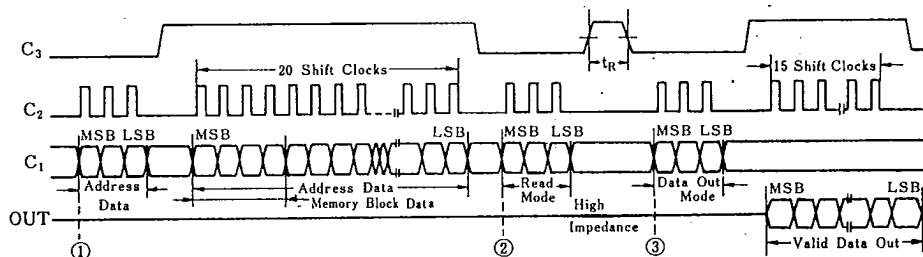 C3
tR
20 Shift Clocks
15 Shift Clocks
C2
MSB LSB
MSB
LSB
MSB LSB
MSB LSB
C1
Address Data
Address Data
Memory Block Data
Read Mode
Data Out Mode
MSB
LSB
High Impedance
OUT
Valid Data Out
①
②
③